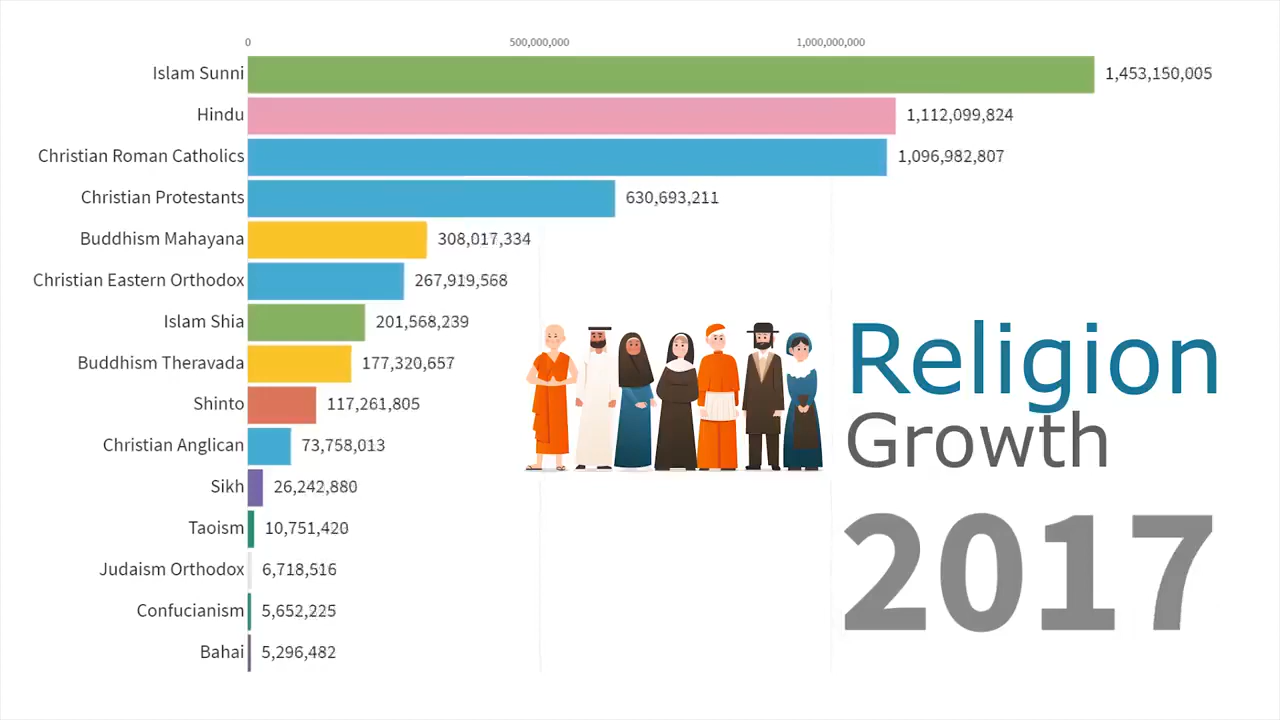 0 500,000,000 1,000,000,000
Islam Sunni 1,453,150,005
Hindu 1,112,099,824
Christian Roman Catholics 1,096,982,807
Christian Protestants 630,693,211
Buddhism Mahayana 308,017,334
Christian Eastern Orthodox 267,919,568
Islam Shia 201,568,239
Buddhism Theravada 177,320,657
Shinto 117,261,805
Christian Anglican 73,758,013
Sikh 26,242,880
Taoism 10,751,420
Judaism Orthodox 6,718,516
Confucianism 5,652,225
Bahai 5,296,482
Religion
Growth
2017